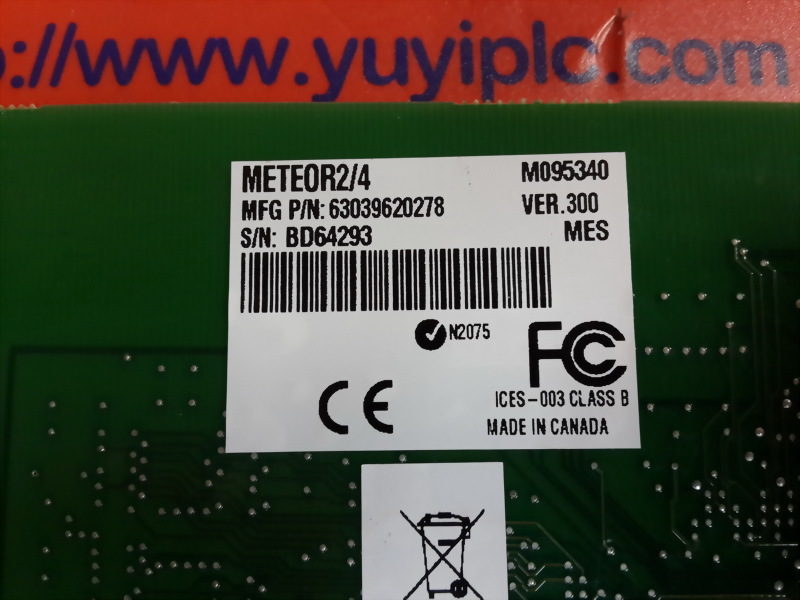 ://www.yuyiplc.com
METEOR2/4 M095340
MFG P/N: 63039620278 VER.300
S/N: BD64293 MES
N2075
FC
CE
ICES-003 CLASS B
MADE IN CANADA